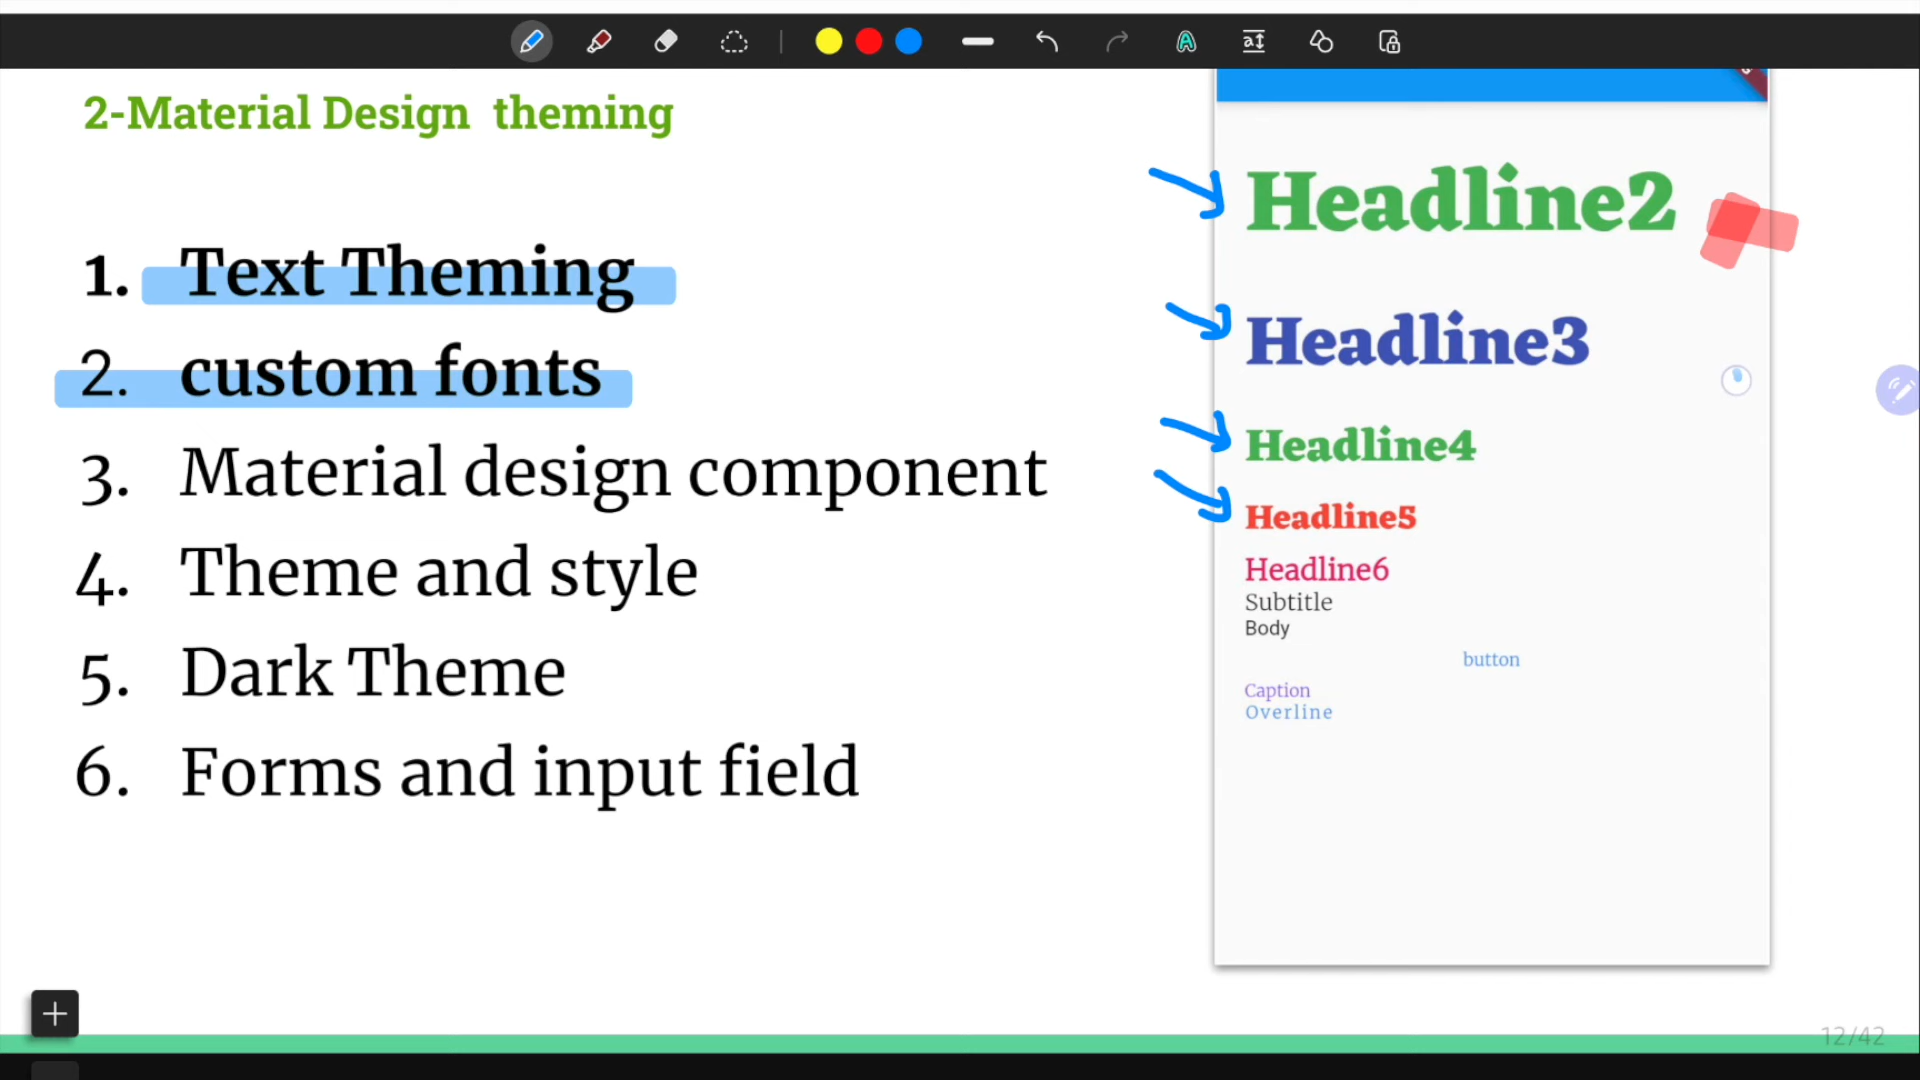 2-Material Design theming
1. Text Theming
2. custom fonts
3. Material design component
4. Theme and style
5. Dark Theme
6. Forms and input field
Headline2
Headline3
Headline4
Headline5
Headline6
Subtitle
Body
button
Caption
Overline
12/42